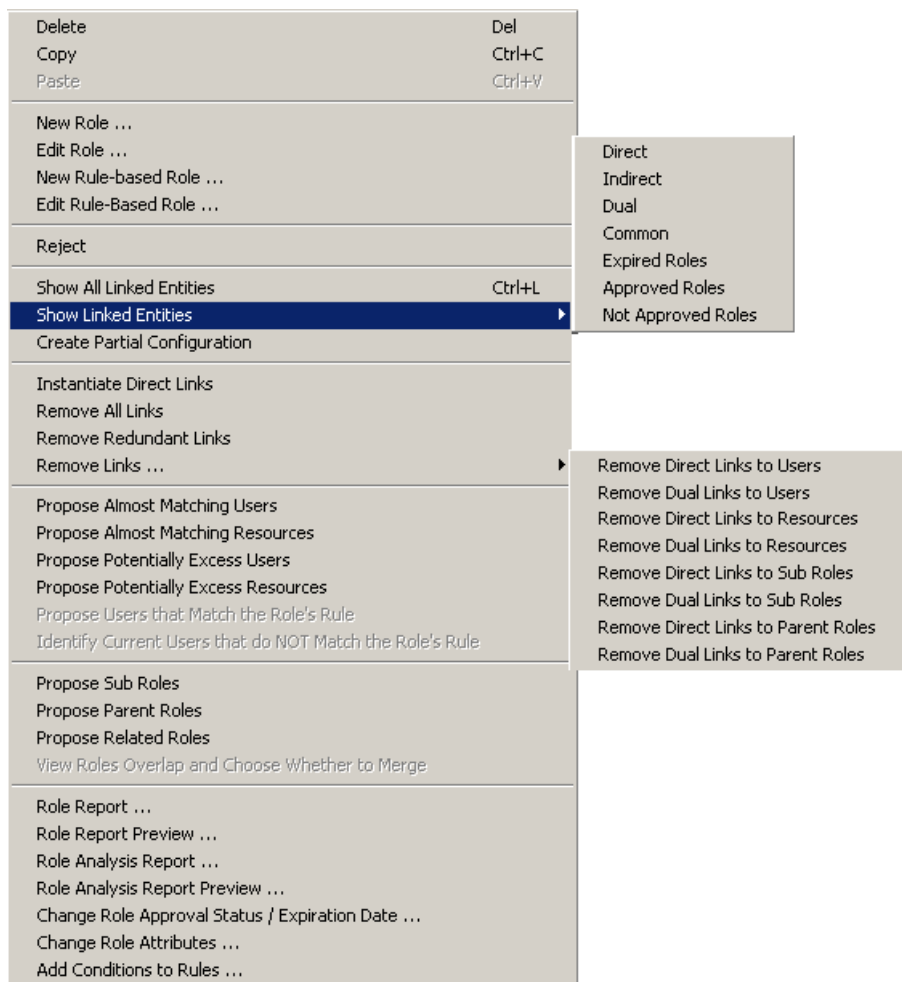 Delete Del
Copy Ctrl+C
Paste Ctrl+V
New Role ...
Edit Role ...
New Rule-based Role ...
Edit Rule-Based Role ...
Reject
Show All Linked Entities Ctrl+L
Show Linked Entities
Create Partial Configuration
Direct
Indirect
Dual
Common
Expired Roles
Approved Roles
Not Approved Roles
Instantiate Direct Links
Remove All Links
Remove Redundant Links
Remove Links ...
Remove Direct Links to Users
Remove Dual Links to Users
Remove Direct Links to Resources
Remove Dual Links to Resources
Remove Direct Links to Sub Roles
Remove Dual Links to Sub Roles
Remove Direct Links to Parent Roles
Remove Dual Links to Parent Roles
Propose Almost Matching Users
Propose Almost Matching Resources
Propose Potentially Excess Users
Propose Potentially Excess Resources
Propose Users that Match the Role's Rule
Identify Current Users that do NOT Match the Role's Rule
Propose Sub Roles
Propose Parent Roles
Propose Related Roles
View Roles Overlap and Choose Whether to Merge
Role Report ...
Role Report Preview ...
Role Analysis Report ...
Role Analysis Report Preview ...
Change Role Approval Status / Expiration Date ...
Change Role Attributes ...
Add Conditions to Rules ...